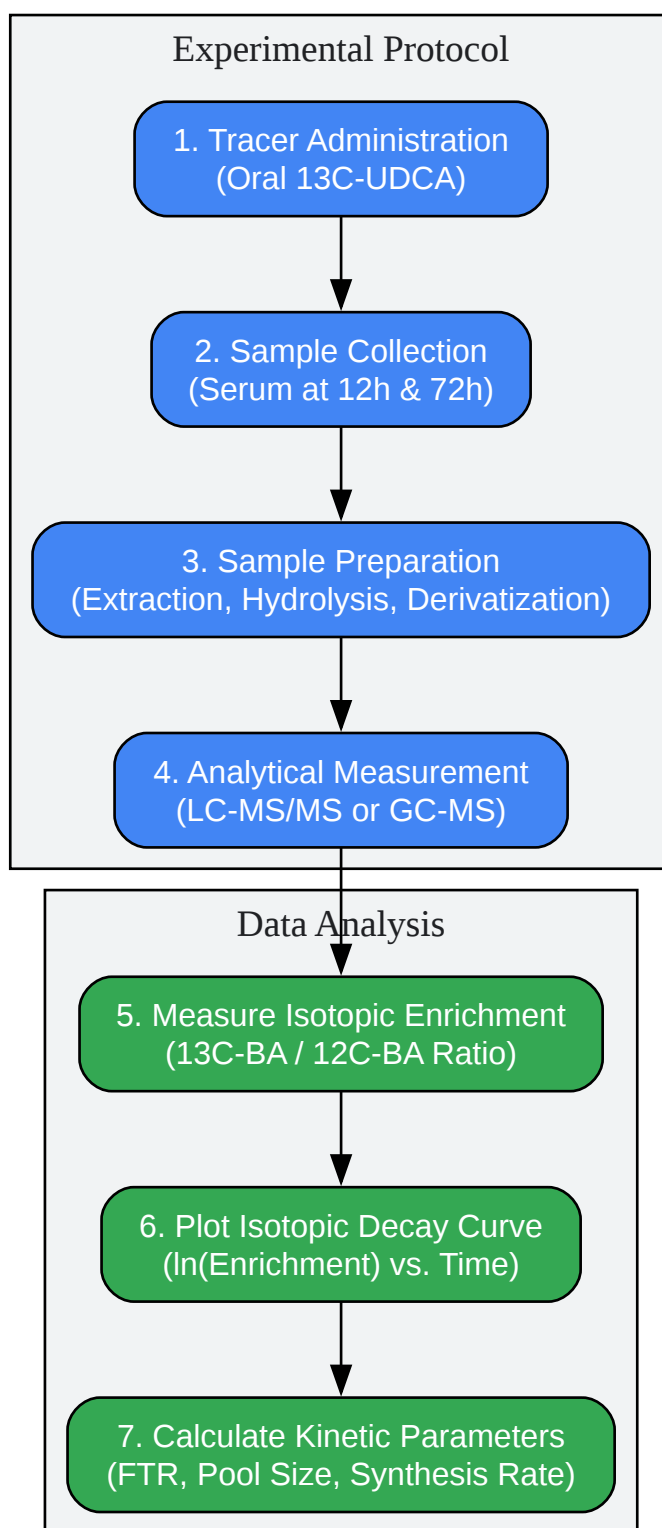 Experimental Protocol
1. Tracer Administration
(Oral 13C-UDCA)
2. Sample Collection
(Serum at 12h & 72h)
3. Sample Preparation
(Extraction, Hydrolysis, Derivatization)
4. Analytical Measurement
(LC-MS/MS or GC-MS)
Data Analysis
5. Measure Isotopic Enrichment
(13C-BA / 12C-BA Ratio)
6. Plot Isotopic Decay Curve
(ln(Enrichment) vs. Time)
7. Calculate Kinetic Parameters
(FTR, Pool Size, Synthesis Rate)